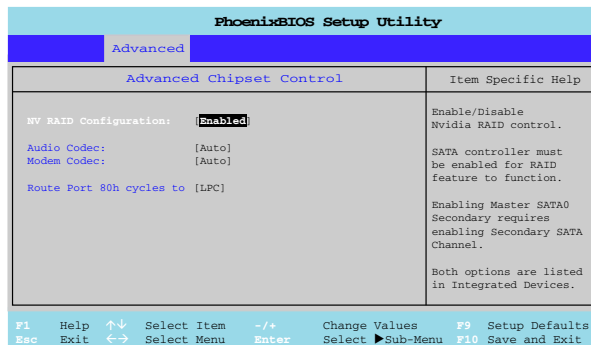 PhoenixBIOS Setup Utility
Advanced
Advanced Chipset Control
Item Specific Help
NV RAID Configuration: [Enabled]
Audio Codec: [Auto]
Modem Codec: [Auto]
Route Port 80h cycles to [LPC]
Enable/Disable
Nvidia RAID control.
SATA controller must
be enabled for RAID
feature to function.
Enabling Master SATA0
Secondary requires
enabling Secondary SATA
Channel.
Both options are listed
in Integrated Devices.
F1 Help ↑↓ Select Item -/+ Change Values F9 Setup Defaults
Esc Exit ←→ Select Menu Enter Select ▶Sub-Menu F10 Save and Exit